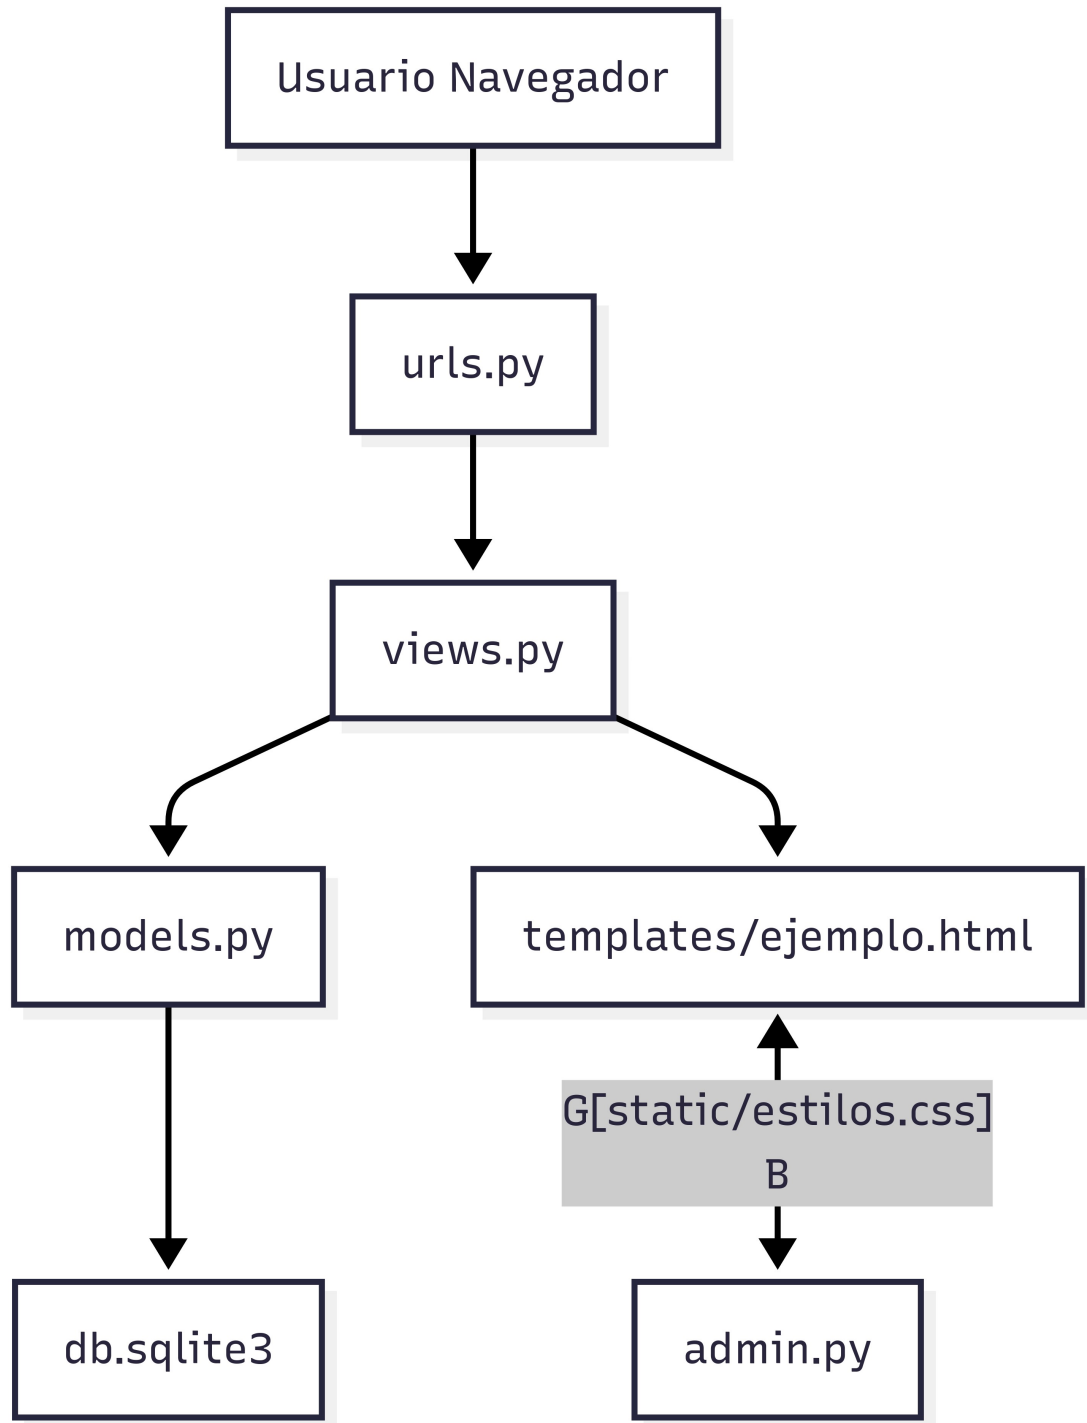 Usuario Navegador
urls.py
views.py
models.py
templates/ejemplo.html
G[static/estilos.css]
B
db.sqlite3
admin.py